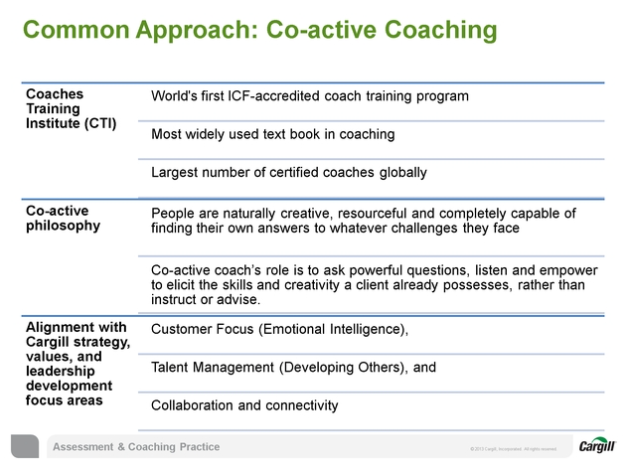 Common Approach: Co-active Coaching
Coaches
Training
Institute (CTI)
World's first ICF-accredited coach training program
Most widely used text book in coaching
Largest number of certified coaches globally
Co-active
philosophy
People are naturally creative, resourceful and completely capable of
finding their own answers to whatever challenges they face
Co-active coach's role is to ask powerful questions, listen and empower
to elicit the skills and creativity a client already possesses, rather than
instruct or advise.
Alignment with
Cargill strategy,
values, and
leadership
development
focus areas
Customer Focus (Emotional Intelligence),
Talent Management (Developing Others), and
Collaboration and connectivity
Assessment & Coaching Practice
Cargill